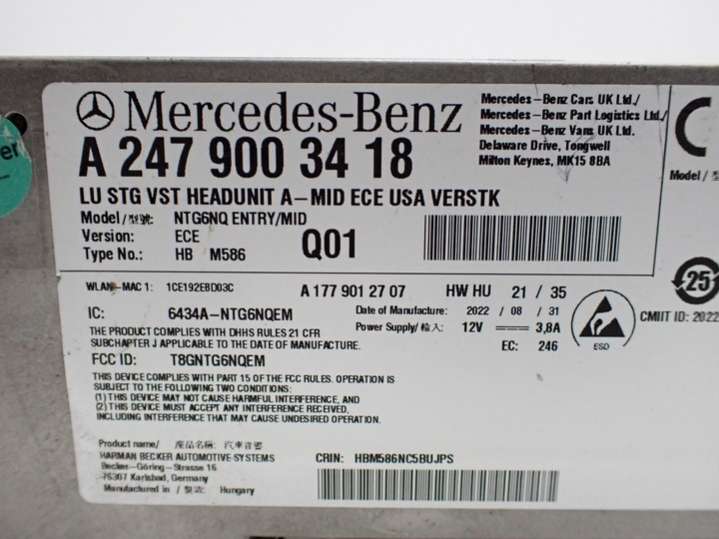 Mercedes-Benz
Mercedes-Benz Cars UK Ltd./
Mercedes-Benz Part Logistics Ltd./
Mercedes-Benz Vans UK Ltd.
Delaware Drive, Tongwell
Milton Keynes, MK15 8BA
A 247 900 34 18
LU STG VST HEADUNIT A-MID ECE USA VERSTK
Model/型號: NTG6NQ ENTRY/MID
Version: ECE
Type No.: HB M586
Q01
Model /
WLAN-MAC 1: 1CE192EBD03C
A 177 901 27 07
HW HU 21 / 35
IC: 6434A-NTG6NQEM
Date of Manufacture: 2022 / 08 / 31
Power Supply/ 輸入: 12V 3,8A
EC: 246
ESD
25
CMIIT ID: 2022
THE PRODUCT COMPLIES WITH DHHS RULES 21 CFR
SUBCHAPTER J APPLICABLE TO THE DATE OF MANUFACTURE.
FCC ID: T8GNTG6NQEM
THIS DEVICE COMPLIES WITH PART 15 OF THE FCC RULES. OPERATION IS
SUBJECT TO THE FOLLOWING TWO CONDITIONS:
(1) THIS DEVICE MAY NOT CAUSE HARMFUL INTERFERENCE, AND
(2) THIS DEVICE MUST ACCEPT ANY INTERFERENCE RECEIVED,
INCLUDING INTERFERENCE THAT MAY CAUSE UNDESIRED OPERATION.
Product name/ 產品名稱: 汽車音響
HARMAN BECKER AUTOMOTIVE SYSTEMS
Becker-Göring-Strasse 16
76307 Karlsbad, Germany
Manufactured in / 製造: Hungary
CRIN: HBM586NC5BUJPS